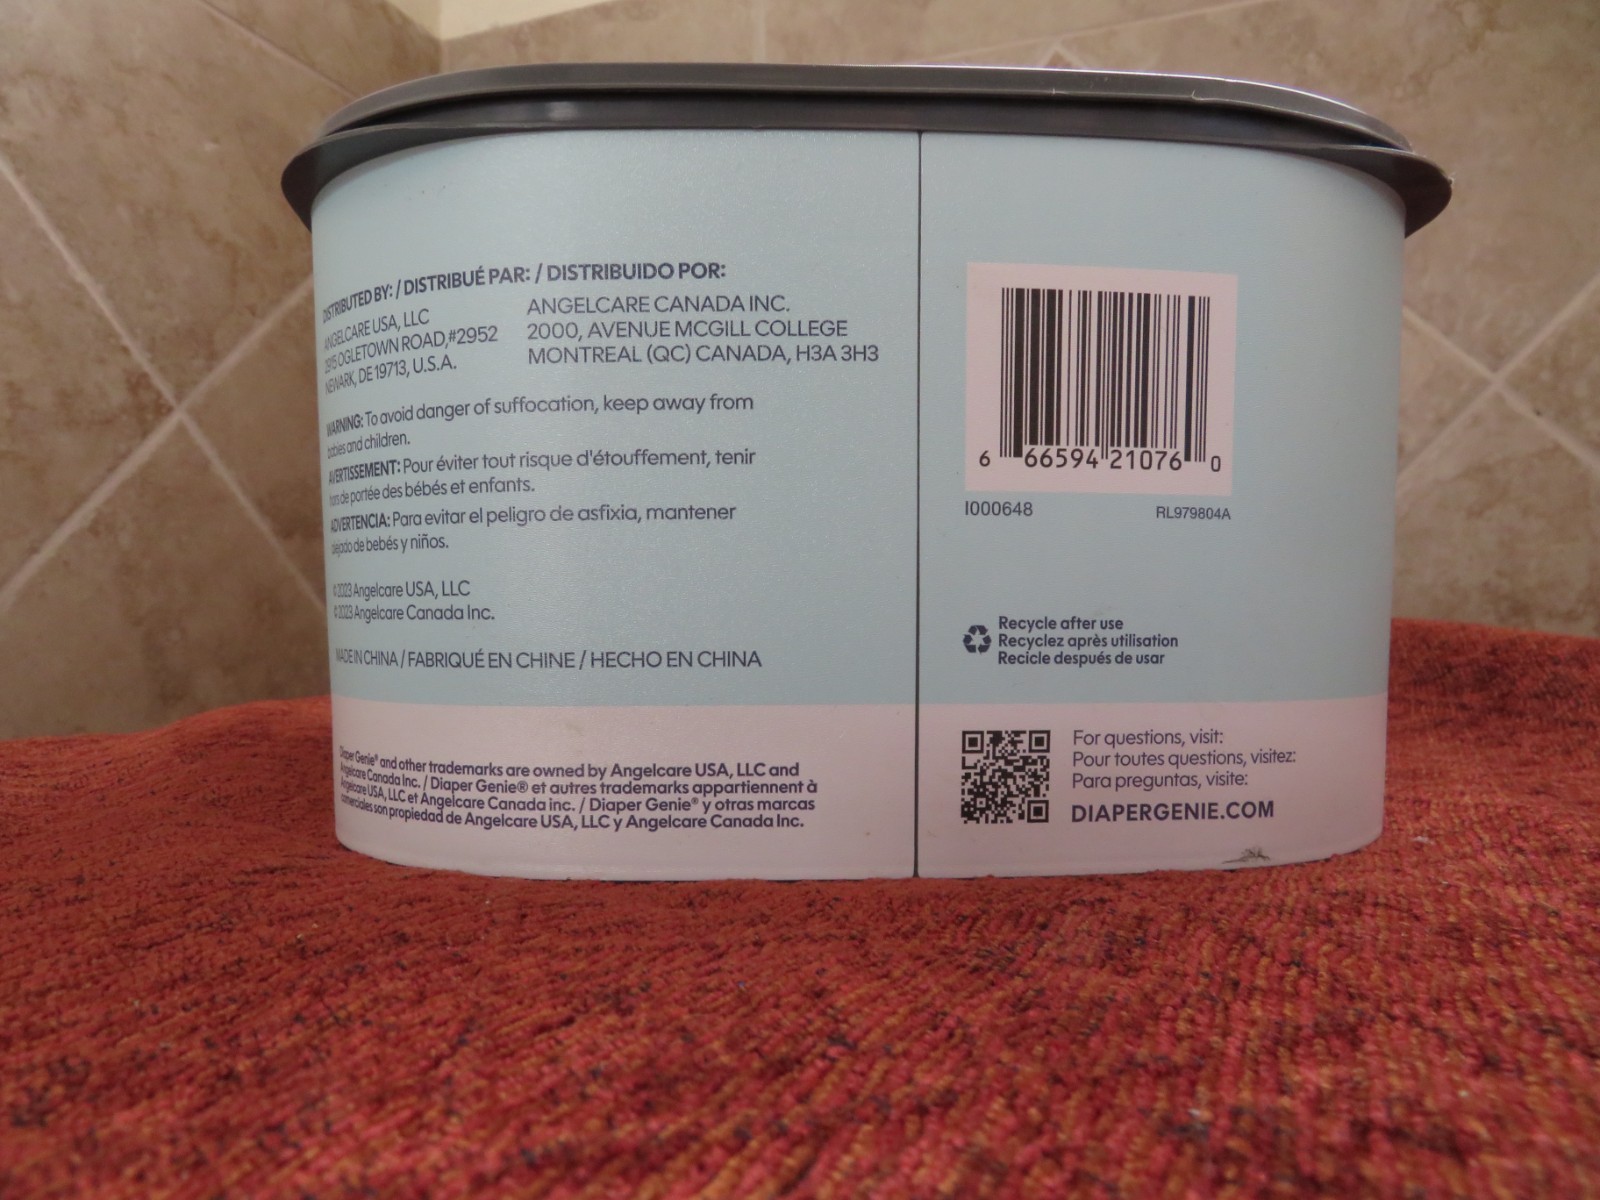 DISTRIBUTED BY: / DISTRIBUÉ PAR: / DISTRIBUIDO POR:
ANGELCARE USA, LLC
2915 OGLETOWN ROAD,#2952
NEWARK, DE 19713, U.S.A.
ANGELCARE CANADA INC.
2000, AVENUE MCGILL COLLEGE
MONTREAL (QC) CANADA, H3A 3H3
WARNING: To avoid danger of suffocation, keep away from
babies and children.
AVERTISSEMENT: Pour éviter tout risque d'étouffement, tenir
hors de portée des bébés et enfants.
ADVERTENCIA: Para evitar el peligro de asfixia, mantener
alejado de bebés y niños.
©2023 Angelcare USA, LLC
©2023 Angelcare Canada Inc.
MADE IN CHINA / FABRIQUÉ EN CHINE / HECHO EN CHINA
Diaper Genie® and other trademarks are owned by Angelcare USA, LLC and
Angelcare Canada Inc. / Diaper Genie® et autres trademarks appartiennent à
Angelcare USA, LLC et Angelcare Canada inc. / Diaper Genie® y otras marcas
comerciales son propiedad de Angelcare USA, LLC y Angelcare Canada Inc.
6 66594 21076 0
I000648
RL979804A
Recycle after use
Recyclez après utilisation
Recicle después de usar
For questions, visit:
Pour toutes questions, visitez:
Para preguntas, visite:
DIAPERGENIE.COM